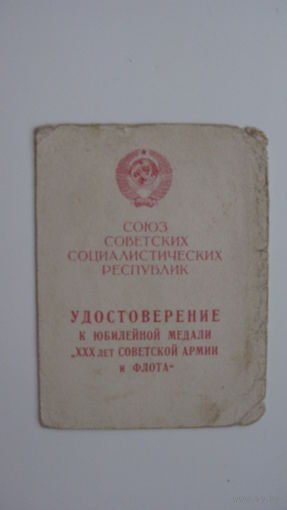 СОЮЗ
СОВЕТСКИХ
СОЦИАЛИСТИЧЕСКИХ
РЕСПУБЛИК
УДОСТОВЕРЕНИЕ
К ЮБИЛЕЙНОЙ МЕДАЛИ
„XXX ЛЕТ СОВЕТСКОЙ АРМИИ
И ФЛОТА“